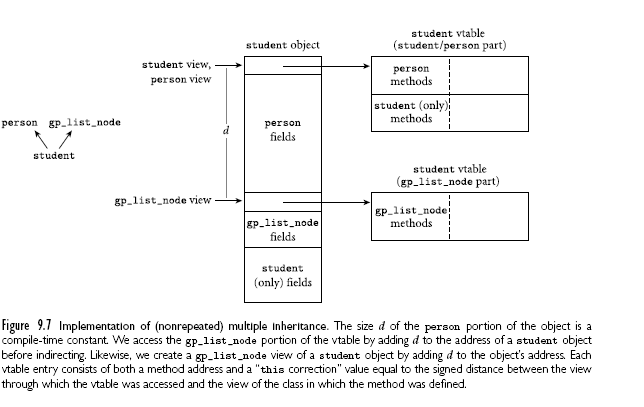 student vtable
(student/person part)
student object
student view,
person view
person
methods
student (only)
methods
person gp_list_node
student
d
person
fields
student vtable
(gp_list_node part)
gp_list_node view
gp_list_node
methods
gp_list_node
fields
student
(only) fields
Figure 9.7 Implementation of (nonrepeated) multiple inheritance. The size d of the person portion of the object is a
compile-time constant. We access the gp_list_node portion of the vtable by adding d to the address of a student object
before indirecting. Likewise, we create a gp_list_node view of a student object by adding d to the object's address. Each
vtable entry consists of both a method address and a "this correction" value equal to the signed distance between the view
through which the vtable was accessed and the view of the class in which the method was defined.